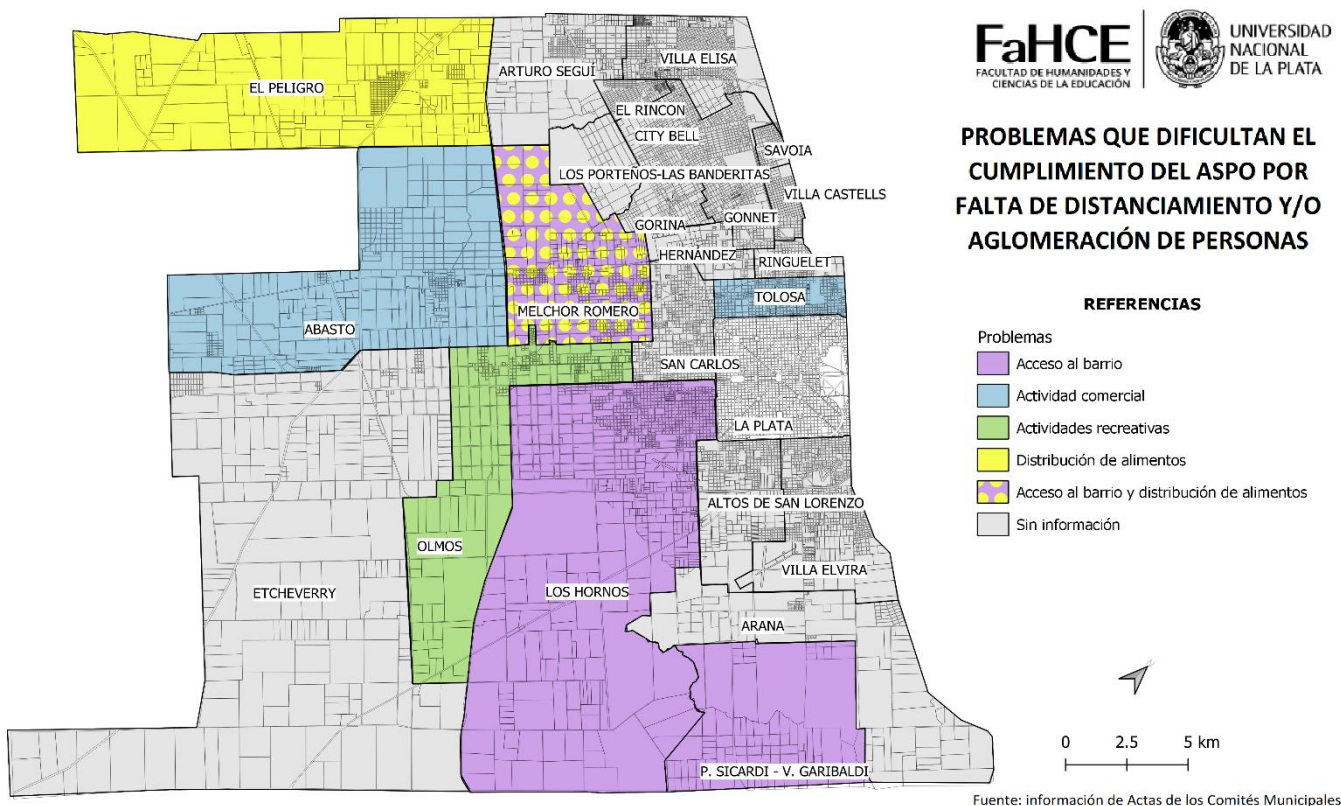 FaHCE
FACULTAD DE HUMANIDADES Y
CIENCIAS DE LA EDUCACIÓN
UNIVERSIDAD
NACIONAL
DE LA PLATA
PROBLEMAS QUE DIFICULTAN EL
CUMPLIMIENTO DEL ASPO POR
FALTA DE DISTANCIAMIENTO Y/O
AGLOMERACIÓN DE PERSONAS
REFERENCIAS
Problemas
Acceso al barrio
Actividad comercial
Actividades recreativas
Distribución de alimentos
Acceso al barrio y distribución de alimentos
Sin información
VILLA ELISA
ARTURO SEGUÍ
EL PELIGRO
EL RINCON
CITY BELL
SAVOIA
LOS PORTEÑOS-LAS BANDERITAS
VILLA CASTELLS
GONNET
GORINA
HERNÁNDEZ
RINGUELET
TOLOSA
MELCHOR ROMERO
ABASTO
SAN CARLOS
LA PLATA
ALTOS DE SAN LORENZO
OLMOS
VILLA ELVIRA
ETCHEVERRY
LOS HORNOS
ARANA
P. SICARDI - V. GARIBALDI
0 2.5 5 km
Fuente: información de Actas de los Comités Municipales